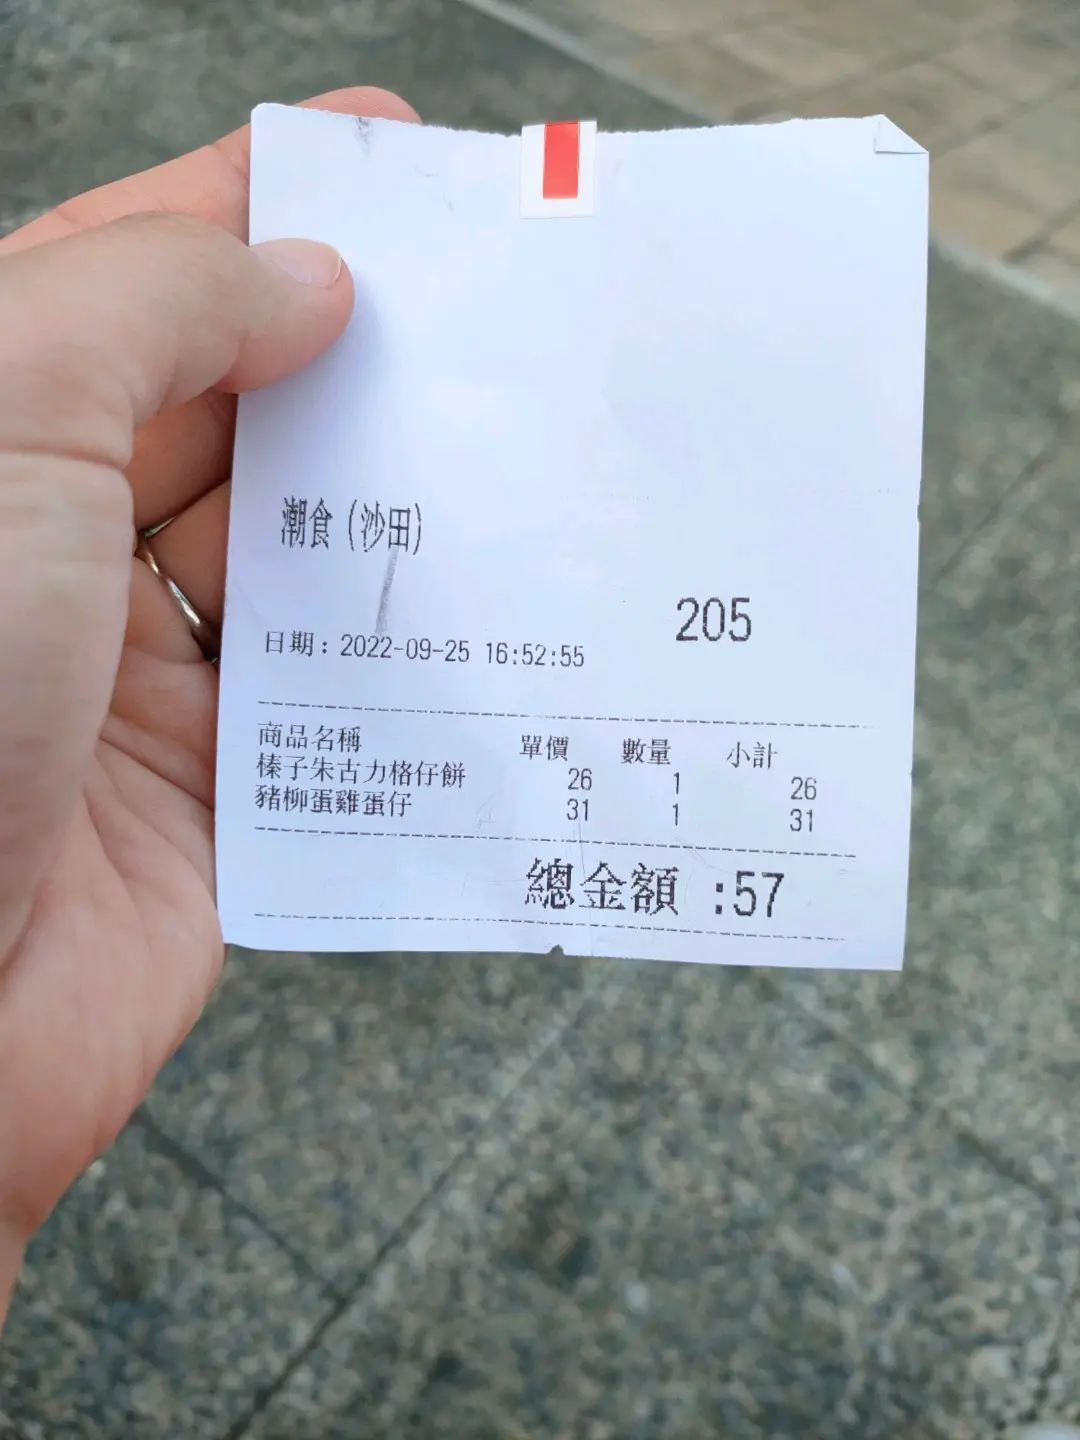 潮食 (沙田)
205
日期: 2022-09-25 16:52:55
商品名稱 單價 數量 小計
榛子朱古力格仔餅 26 1 26
豬柳蛋雞蛋仔 31 1 31
總金額 :57